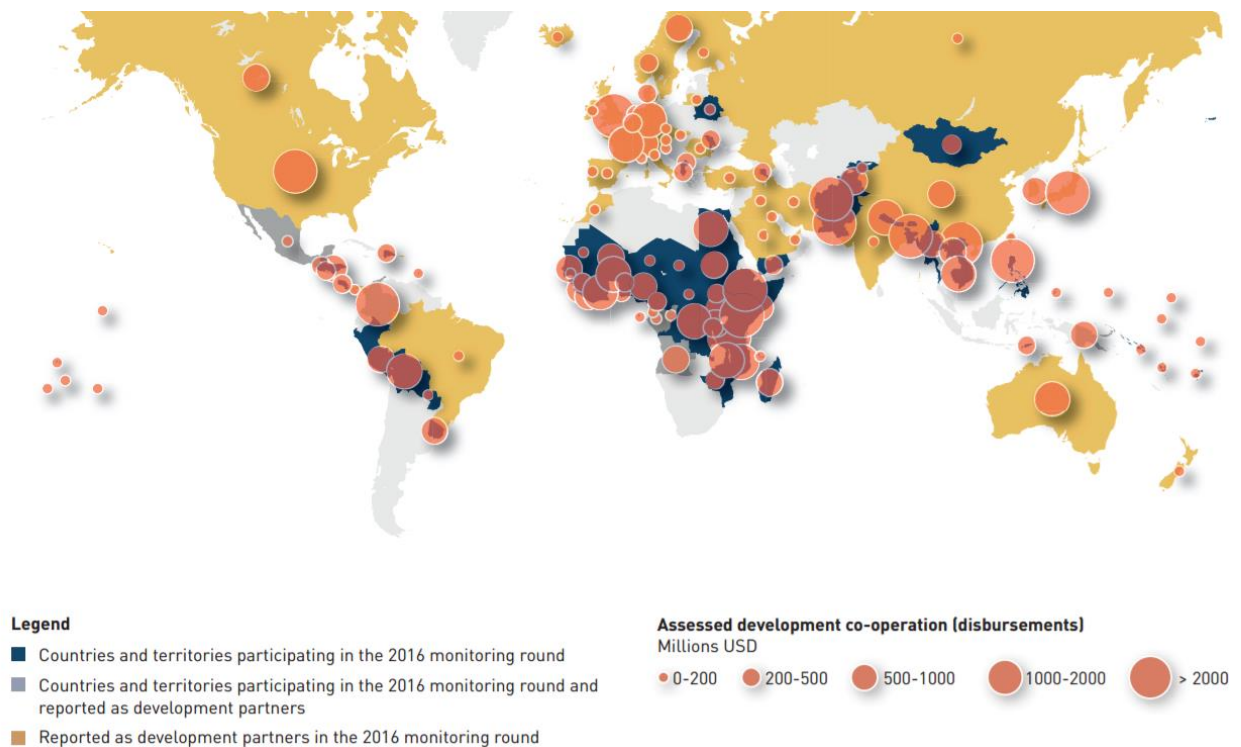 Legend
Countries and territories participating in the 2016 monitoring round
Countries and territories participating in the 2016 monitoring round and
reported as development partners
Reported as development partners in the 2016 monitoring round
Assessed development co-operation (disbursements)
Millions USD
0-200
200-500
500-1000
1000-2000
> 2000